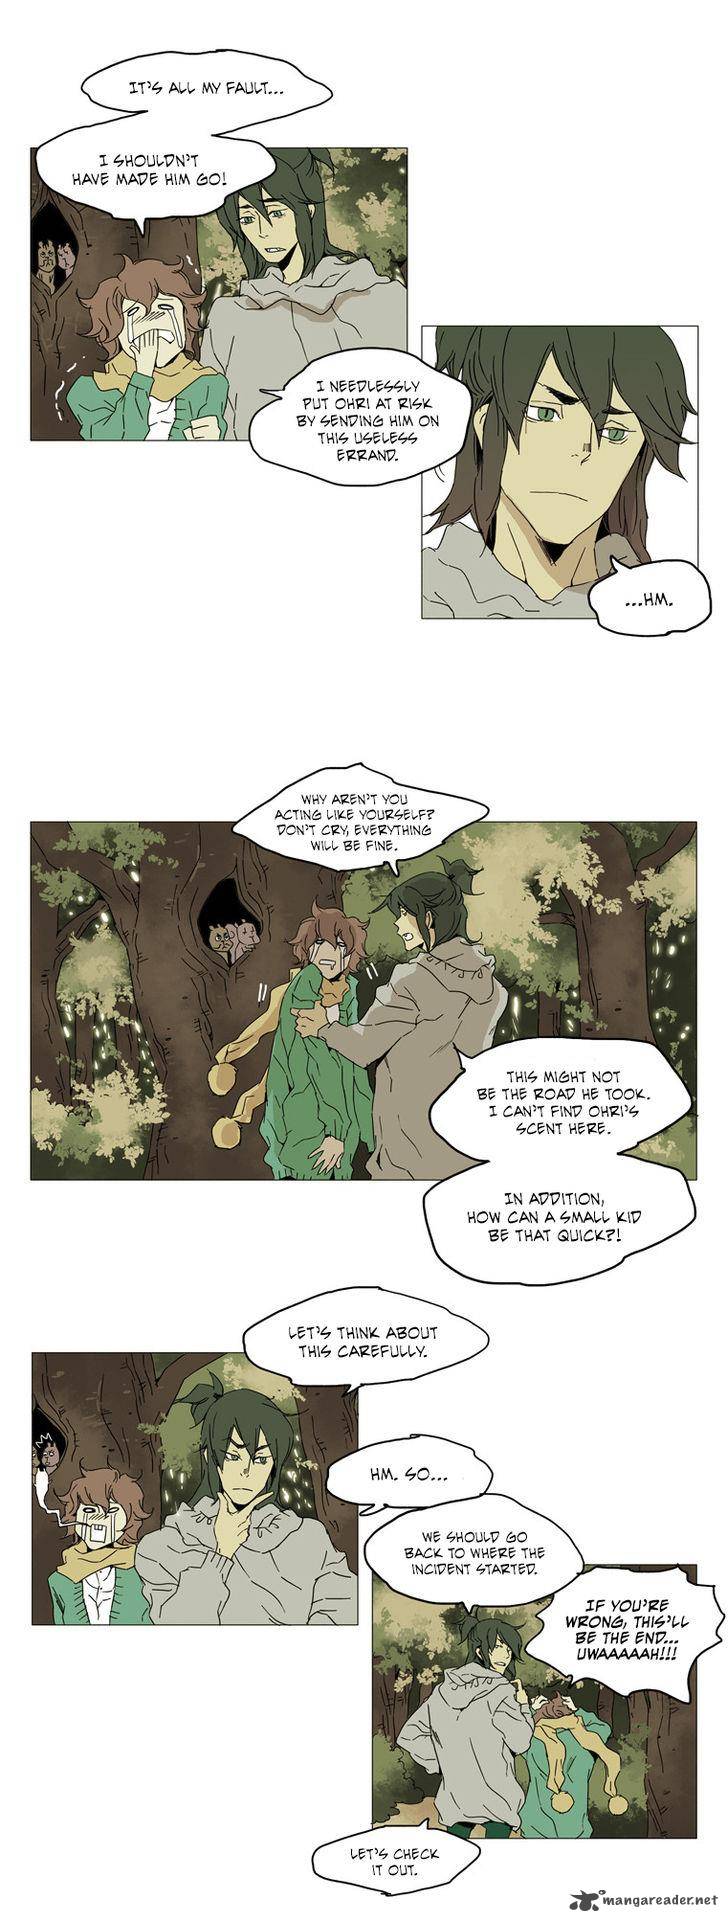 IT'S ALL MY FAULT...
I SHOULDN'T
HAVE MADE HIM GO!
I NEEDLESSLY
PUT OHRI AT RISK
BY SENDING HIM ON
THIS USELESS
ERRAND.
...HM.
WHY AREN'T YOU
ACTING LIKE YOURSELF?
DON'T CRY, EVERYTHING
WILL BE FINE.
THIS MIGHT NOT
BE THE ROAD HE TOOK.
I CAN'T FIND OHRI'S
SCENT HERE.
IN ADDITION,
HOW CAN A SMALL KID
BE THAT QUICK?!
LET'S THINK ABOUT
THIS CAREFULLY.
HM. SO...
WE SHOULD GO
BACK TO WHERE THE
INCIDENT STARTED.
IF YOU'RE
WRONG, THIS'LL
BE THE END...
UWAAAAAH!!!
LET'S CHECK
IT OUT.
mangareader.net